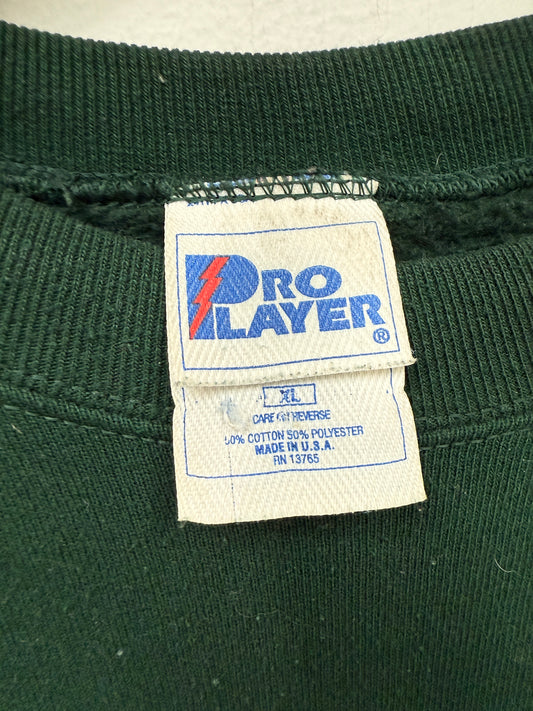 PRO
PLAYER®
XL
CARE ON REVERSE
50% COTTON 50% POLYESTER
MADE IN U.S.A.
RN 13765